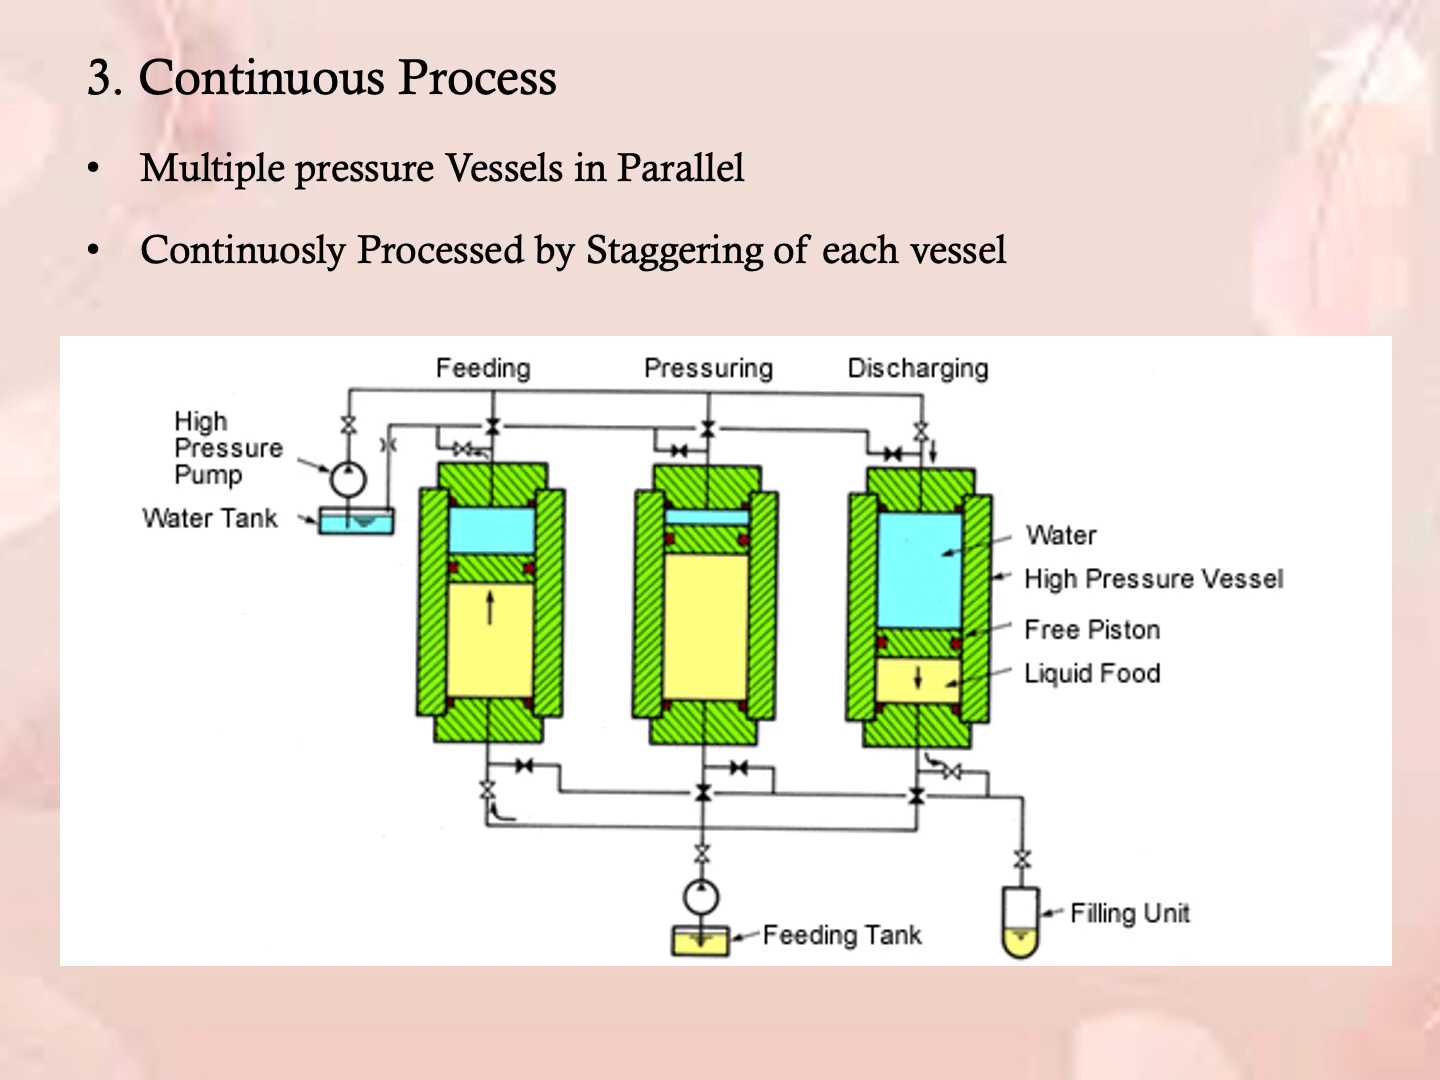 3. Continuous Process
• Multiple pressure Vessels in Parallel
• Continuosly Processed by Staggering of each vessel
Feeding
Pressuring
Discharging
High
Pressure
Pump
Water Tank
Water
High Pressure Vessel
Free Piston
Liquid Food
Filling Unit
Feeding Tank